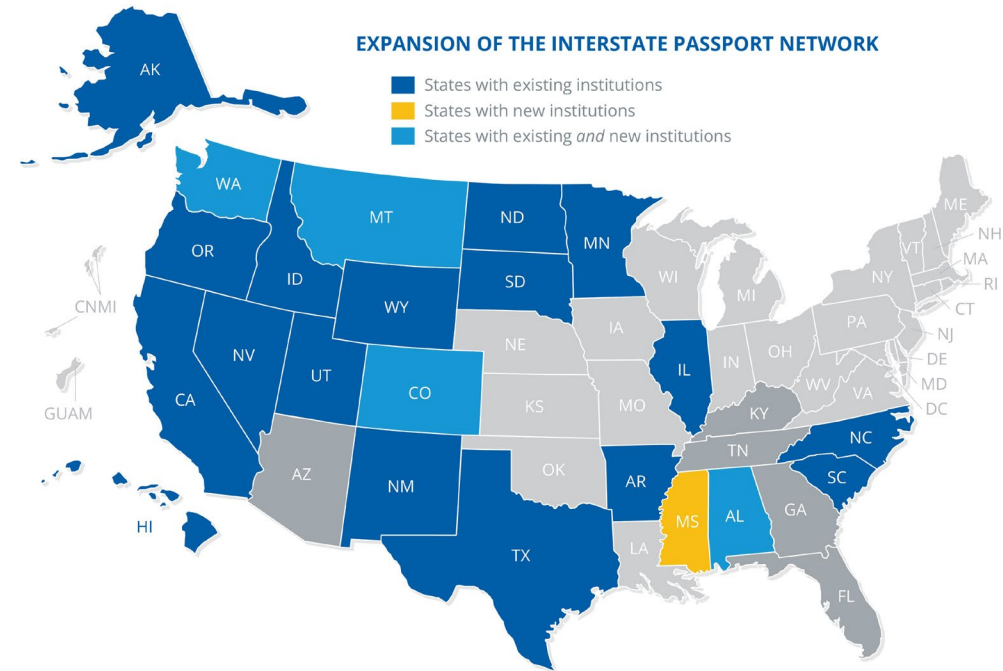 EXPANSION OF THE INTERSTATE PASSPORT NETWORK
States with existing institutions
States with new institutions
States with existing and new institutions
AK
WA
MT
ND
MN
OR
ID
SD
WY
WI
MI
NY
VT
ME
NH
MA
RI
CT
NJ
DE
MD
DC
CNMI
GUAM
NV
UT
CA
CO
NE
IA
IL
IN
OH
PA
WV
VA
KS
MO
KY
AZ
NM
OK
AR
TN
NC
SC
HI
TX
LA
MS
AL
GA
FL